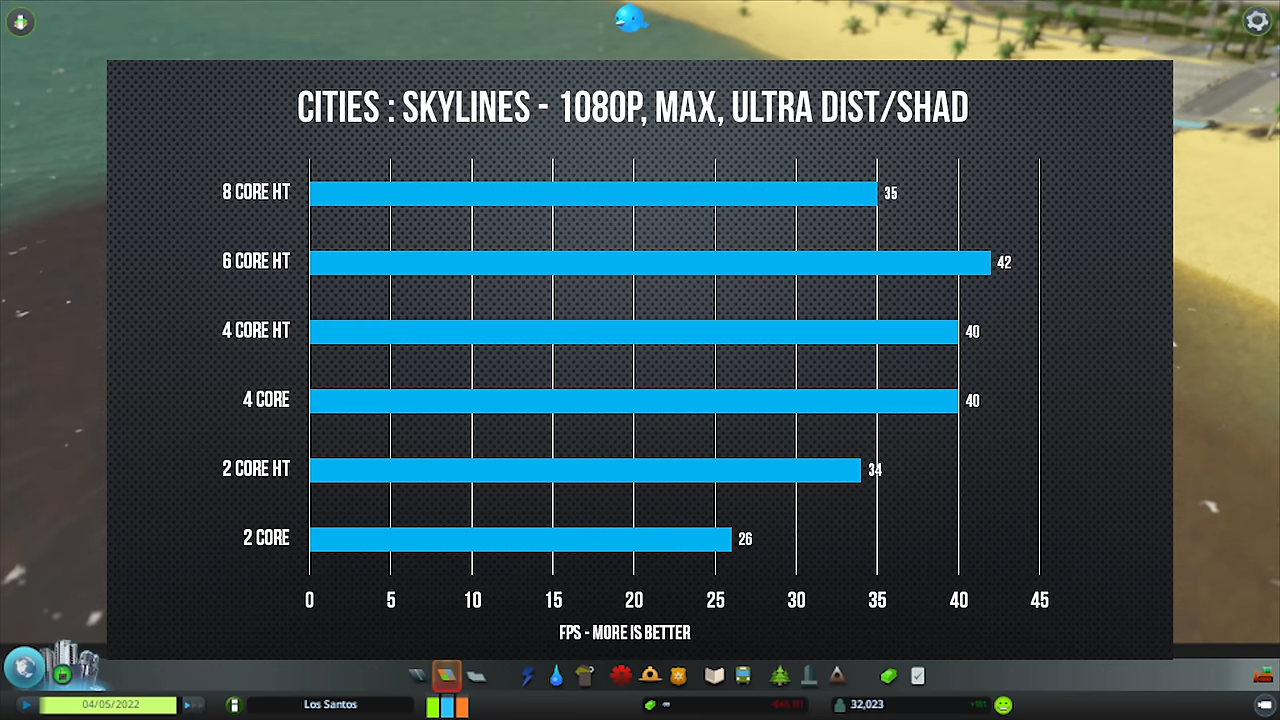 CITIES : SKYLINES - 1080P, MAX, ULTRA DIST/SHAD
8 CORE HT
35
6 CORE HT
42
4 CORE HT
40
4 CORE
40
2 CORE HT
34
2 CORE
26
0 5 10 15 20 25 30 35 40 45
FPS - MORE IS BETTER
04/05/2022
Los Santos
∞
32,023